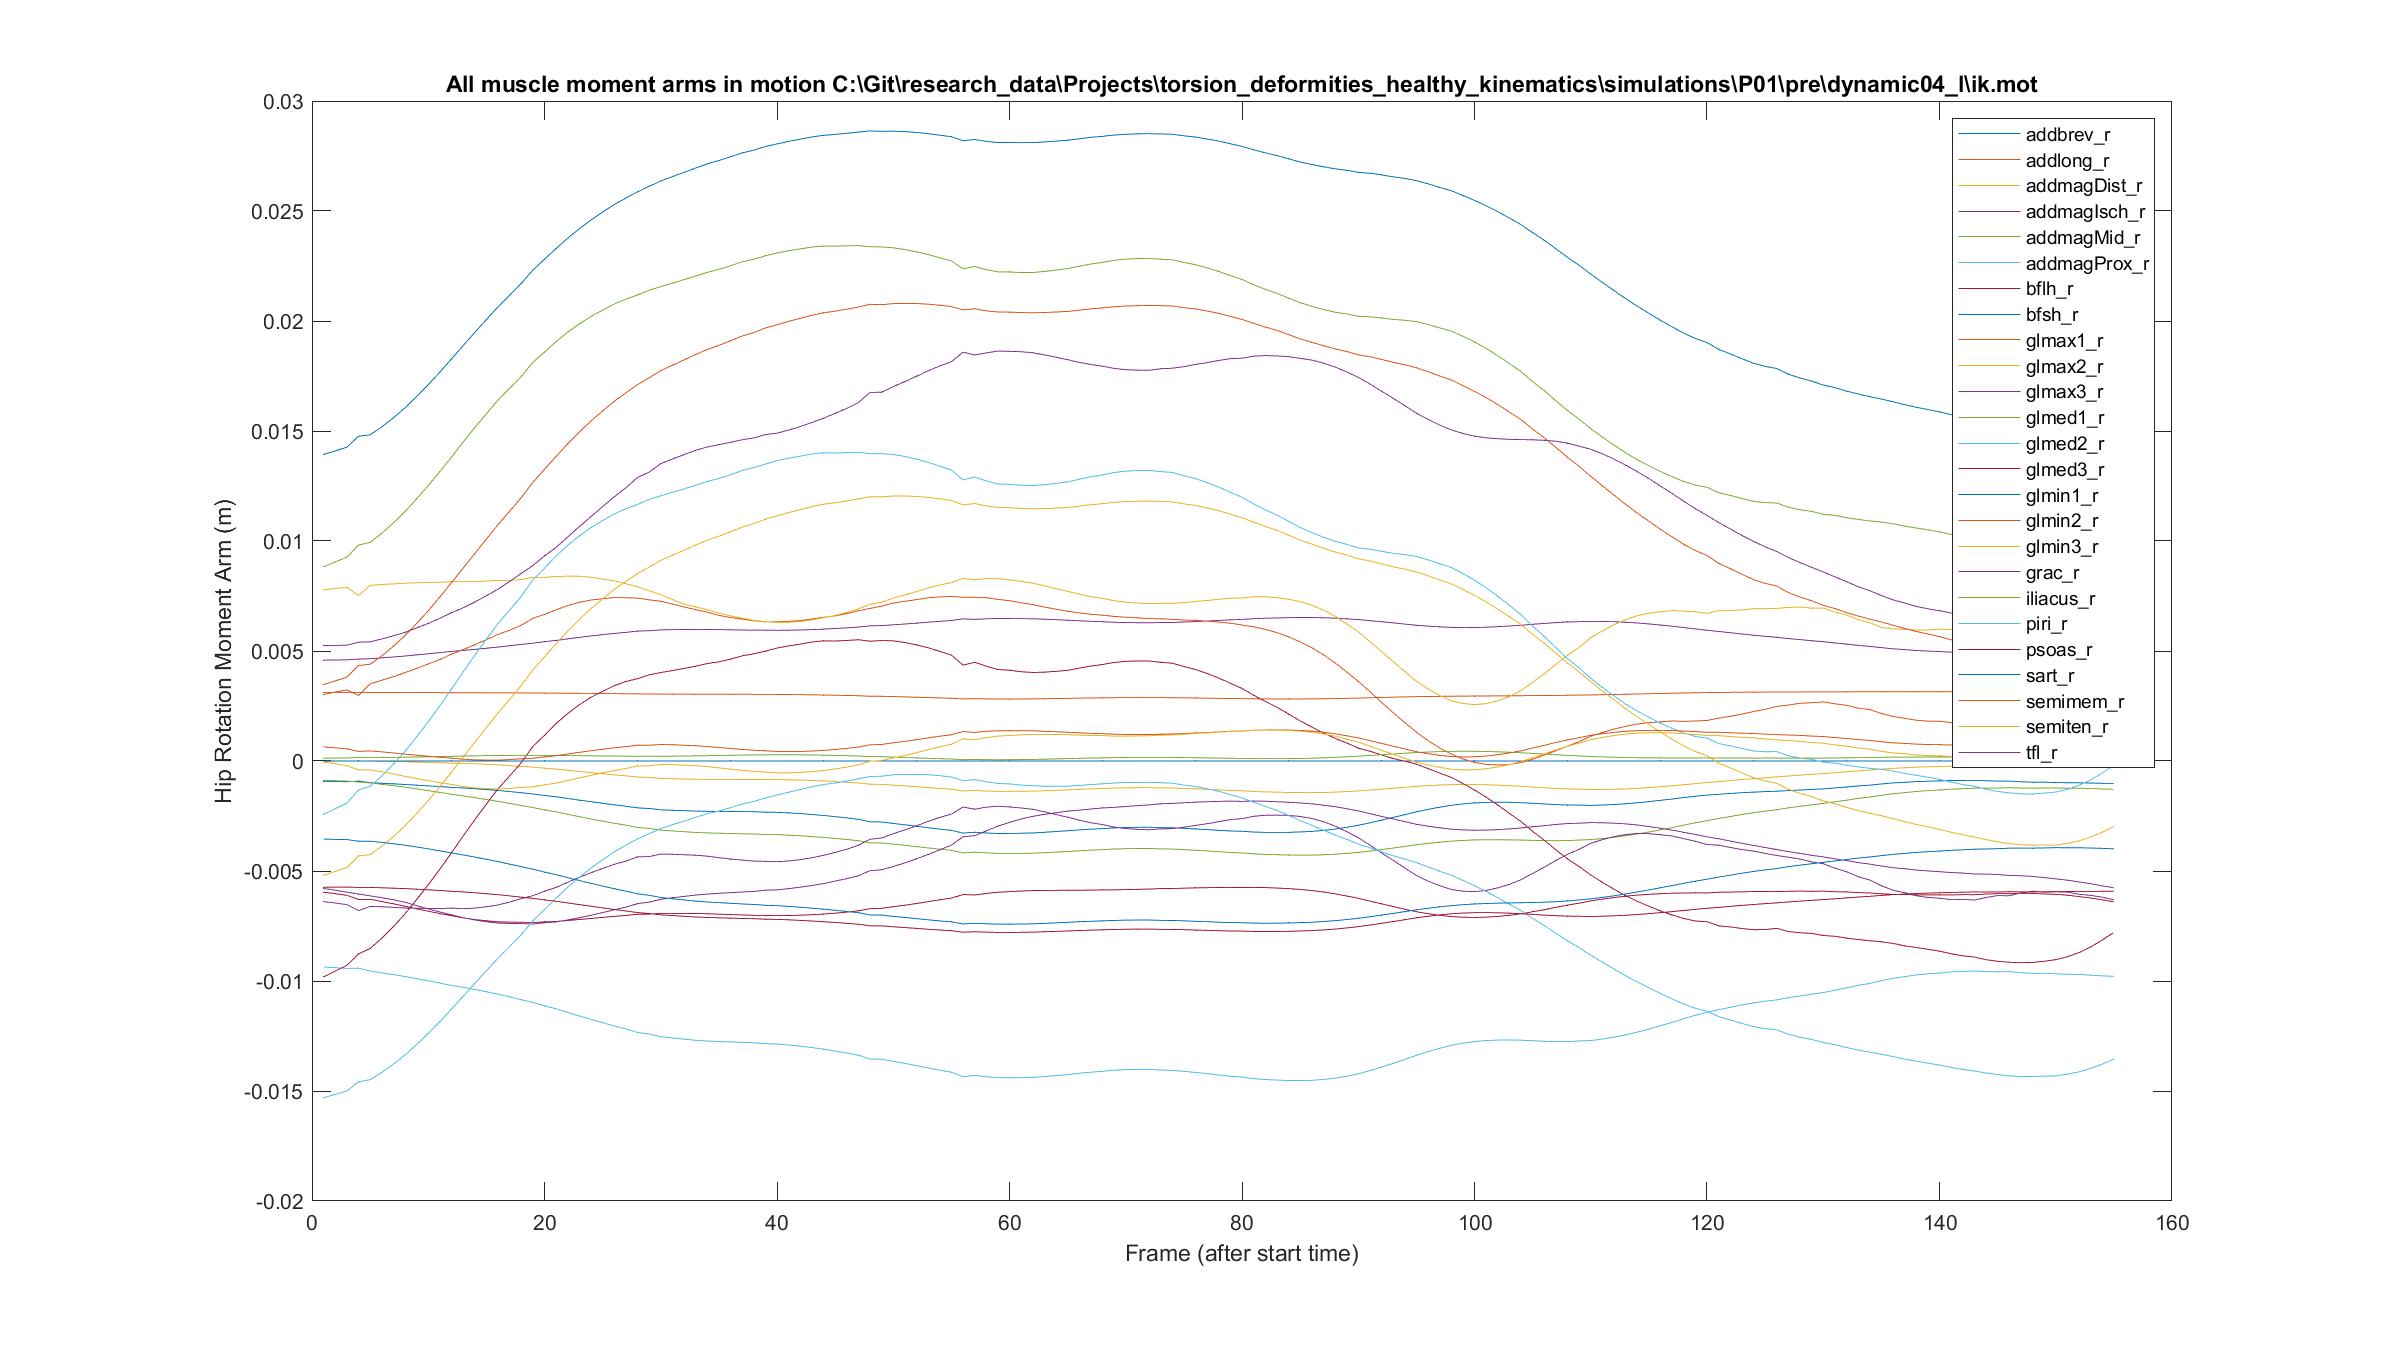 All muscle moment arms in motion C:\Git\research_data\Projects\torsion_deformities_healthy_kinematics\simulations\P01\pre\dynamic04_l\ik.mot
0.03
0.025
0.02
0.015
0.01
0.005
0
-0.005
-0.01
-0.015
-0.02
Hip Rotation Moment Arm (m)
addbrev_r
addlong_r
addmagDist_r
addmagIsch_r
addmagMid_r
addmagProx_r
bflh_r
bfsh_r
glmax1_r
glmax2_r
glmax3_r
glmed1_r
glmed2_r
glmed3_r
glmin1_r
glmin2_r
glmin3_r
grac_r
iliacus_r
piri_r
psoas_r
sart_r
semimem_r
semiten_r
tfl_r
0 20 40 60 80 100 120 140 160
Frame (after start time)